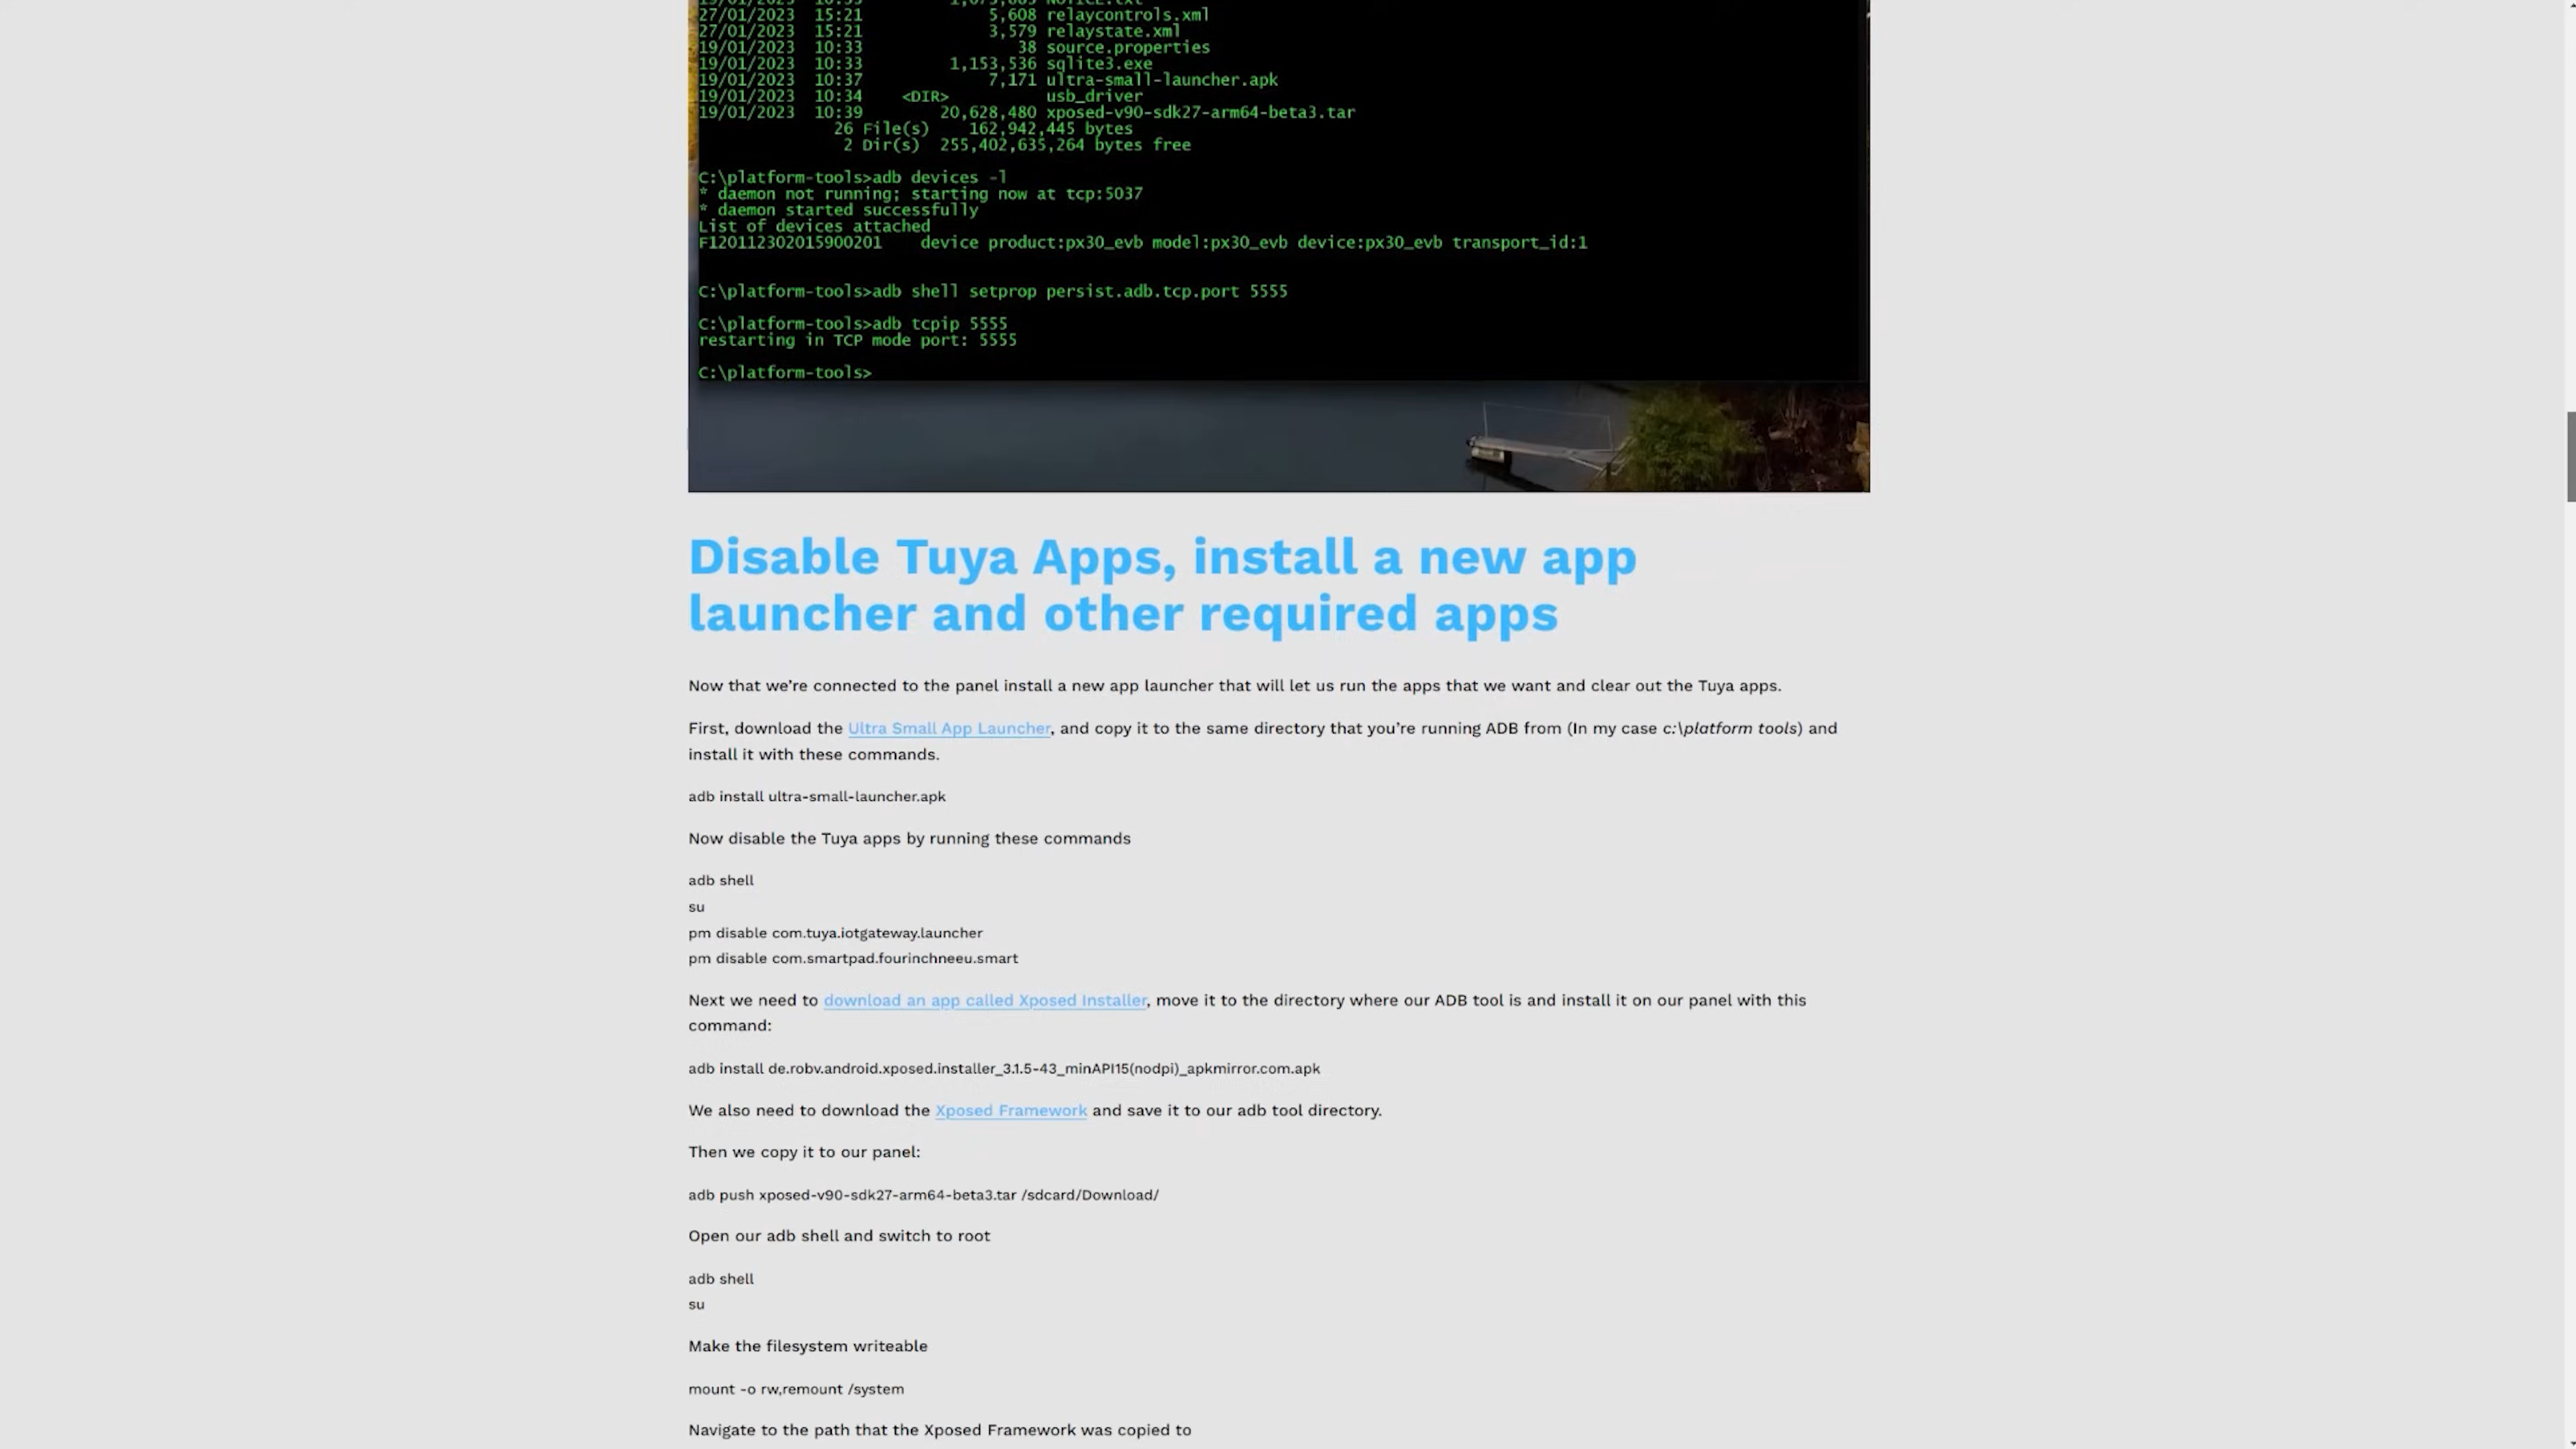 27/01/2023 15:21 5,608 relaycontrols.xml
27/01/2023 15:21 3,579 relaystate.xml
19/01/2023 10:33 38 source.properties
19/01/2023 10:33 1,153,536 sqlite3.exe
19/01/2023 10:37 7,171 ultra-small-launcher.apk
19/01/2023 10:34 <DIR> usb_driver
19/01/2023 10:39 20,628,480 xposed-v90-sdk27-arm64-beta3.tar
26 File(s) 162,942,445 bytes
2 Dir(s) 255,402,635,264 bytes free
C:\platform-tools>adb devices -l
* daemon not running; starting now at tcp:5037
* daemon started successfully
List of devices attached
F120112302015900201 device product:px30_evb model:px30_evb device:px30_evb transport_id:1
C:\platform-tools>adb shell setprop persist.adb.tcp.port 5555
C:\platform-tools>adb tcpip 5555
restarting in TCP mode port: 5555
C:\platform-tools>
Disable Tuya Apps, install a new app
launcher and other required apps
Now that we're connected to the panel install a new app launcher that will let us run the apps that we want and clear out the Tuya apps.
First, download the Ultra Small App Launcher, and copy it to the same directory that you're running ADB from (In my case c:\platform tools) and
install it with these commands.
adb install ultra-small-launcher.apk
Now disable the Tuya apps by running these commands
adb shell
su
pm disable com.tuya.iotgateway.launcher
pm disable com.smartpad.fourinchneeu.smart
Next we need to download an app called Xposed Installer, move it to the directory where our ADB tool is and install it on our panel with this
command:
adb install de.robv.android.xposed.installer_3.1.5-43_minAPI15(nodpi)_apkmirror.com.apk
We also need to download the Xposed Framework and save it to our adb tool directory.
Then we copy it to our panel:
adb push xposed-v90-sdk27-arm64-beta3.tar /sdcard/Download/
Open our adb shell and switch to root
adb shell
su
Make the filesystem writeable
mount -o rw,remount /system
Navigate to the path that the Xposed Framework was copied to